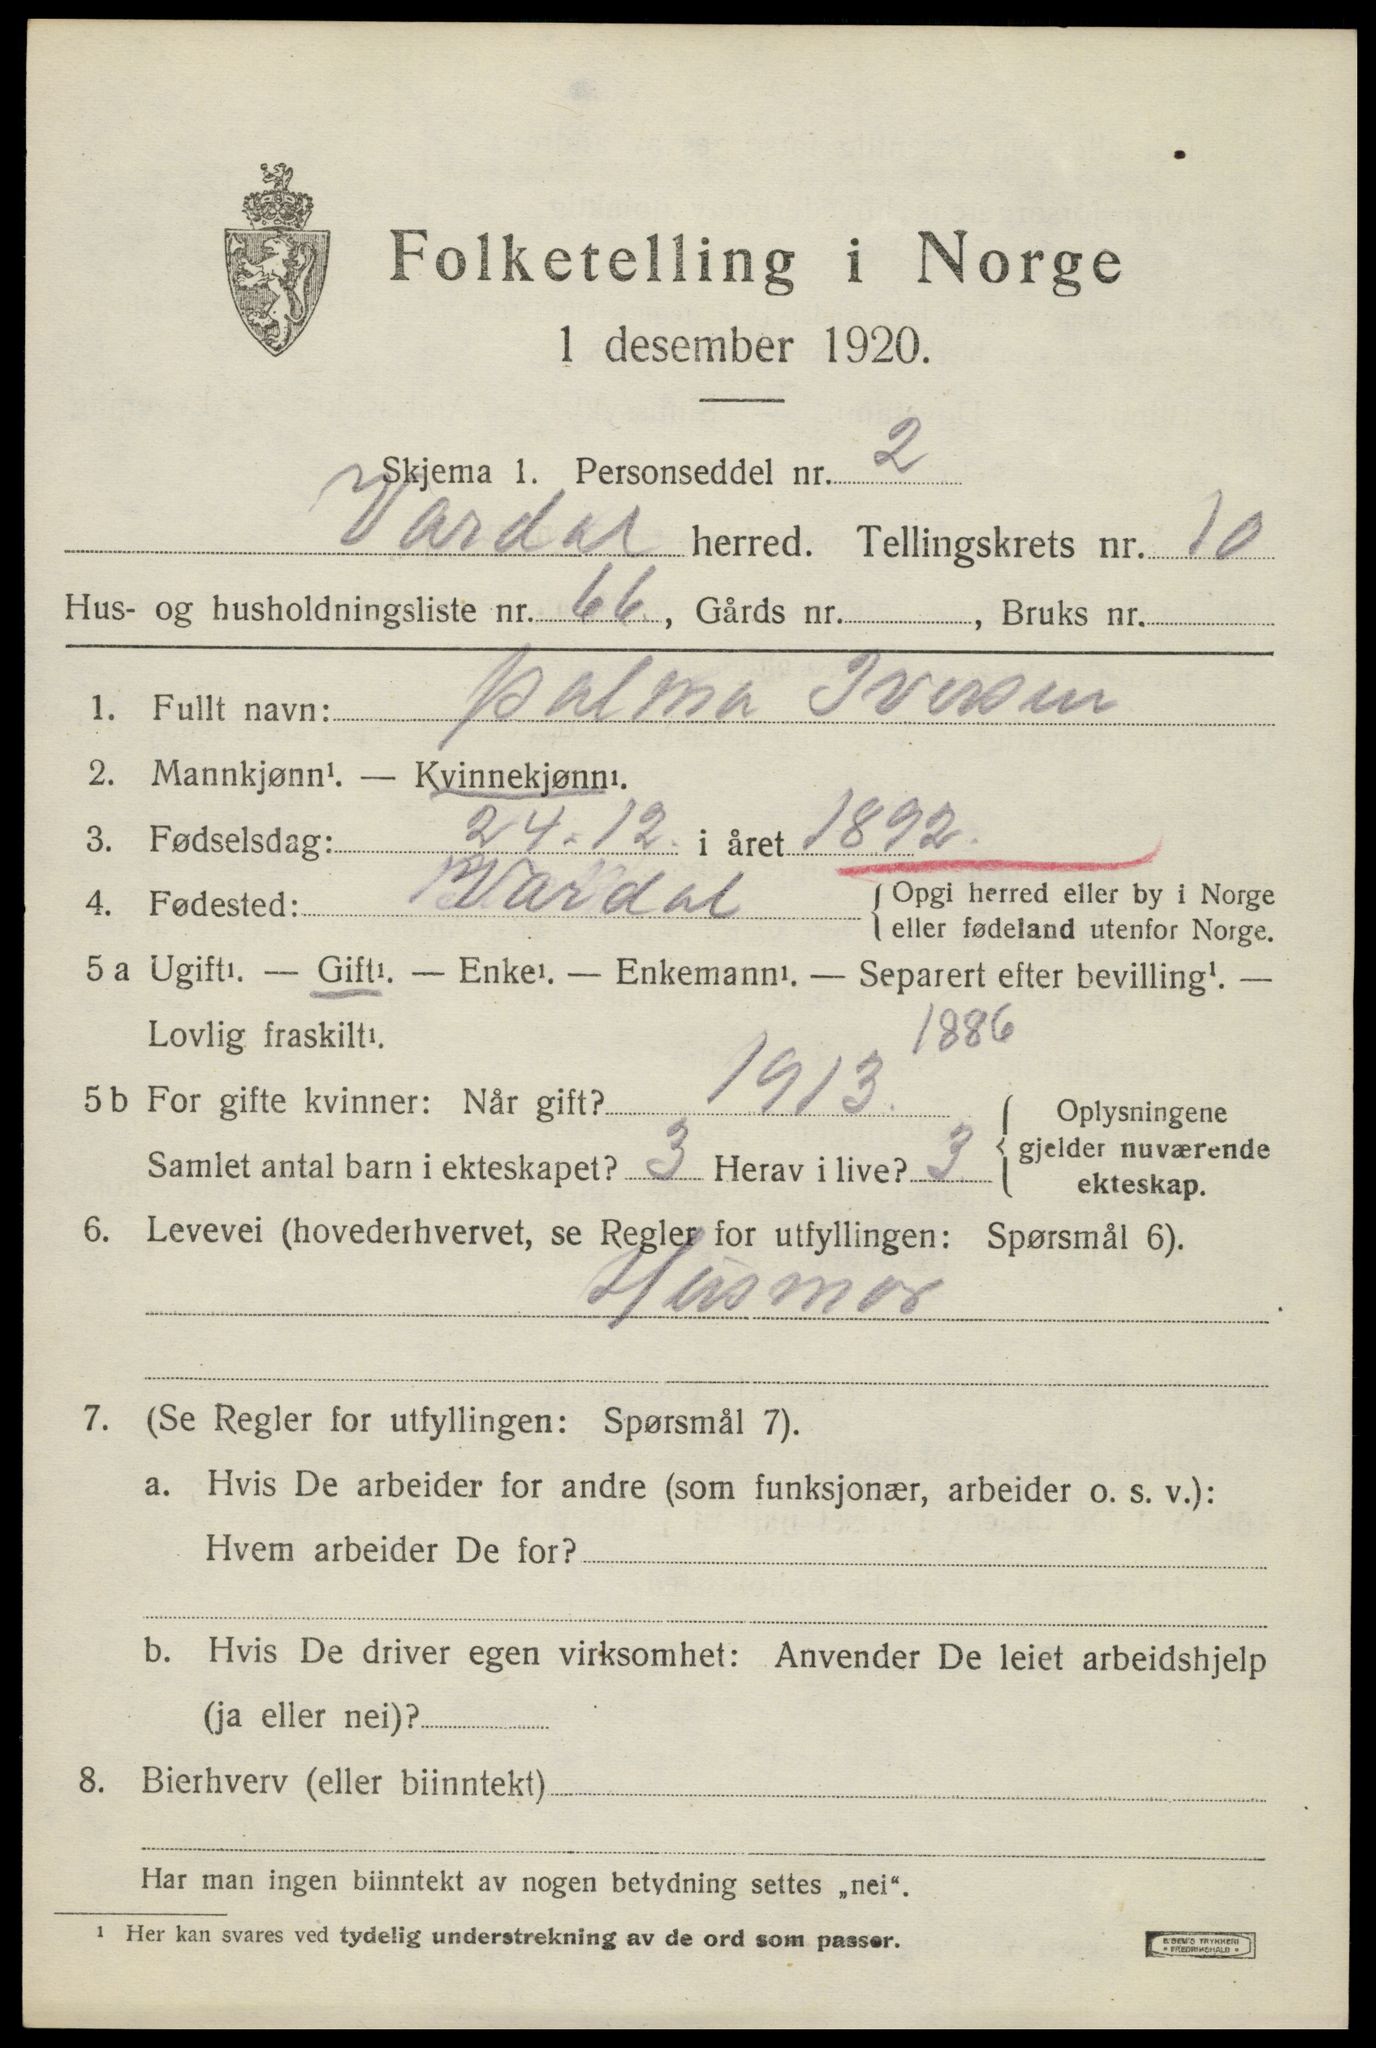 Folketelling i Norge
1 desember 1920.
Skjema 1. Personseddel nr. 2
Vardal herred. Tellingskrets nr. 10
Hus- og husholdningsliste nr. 66, Gårds nr. , Bruks nr.
1. Fullt navn: Palma Iversen
2. Mannkjønn¹. — Kvinnekjønn¹.
3. Fødselsdag: 24.-12. i året 1892.
4. Fødested: Vardal {Opgi herred eller by i Norge
eller fødeland utenfor Norge.
5 a Ugift¹. — Gift¹. — Enke¹. — Enkemann¹. — Separert efter bevilling¹. —
Lovlig fraskilt¹.
1886
5 b For gifte kvinner: Når gift? 1913.
Samlet antal barn i ekteskapet? 3 Herav i live? 3
{Oplysningene
gjelder nuværende
ekteskap.
6. Levevei (hovederhvervet, se Regler for utfyllingen: Spørsmål 6).
Husmor
7. (Se Regler for utfyllingen: Spørsmål 7).
a. Hvis De arbeider for andre (som funksjonær, arbeider o. s. v.):
Hvem arbeider De for?
b. Hvis De driver egen virksomhet: Anvender De leiet arbeidshjelp
(ja eller nei)?
8. Bierhverv (eller biinntekt)
Har man ingen biinntekt av nogen betydning settes „nei“.
¹ Her kan svares ved tydelig understrekning av de ord som passer.
E SEM'S TRYKKERI
• FREDRIKSHALD •